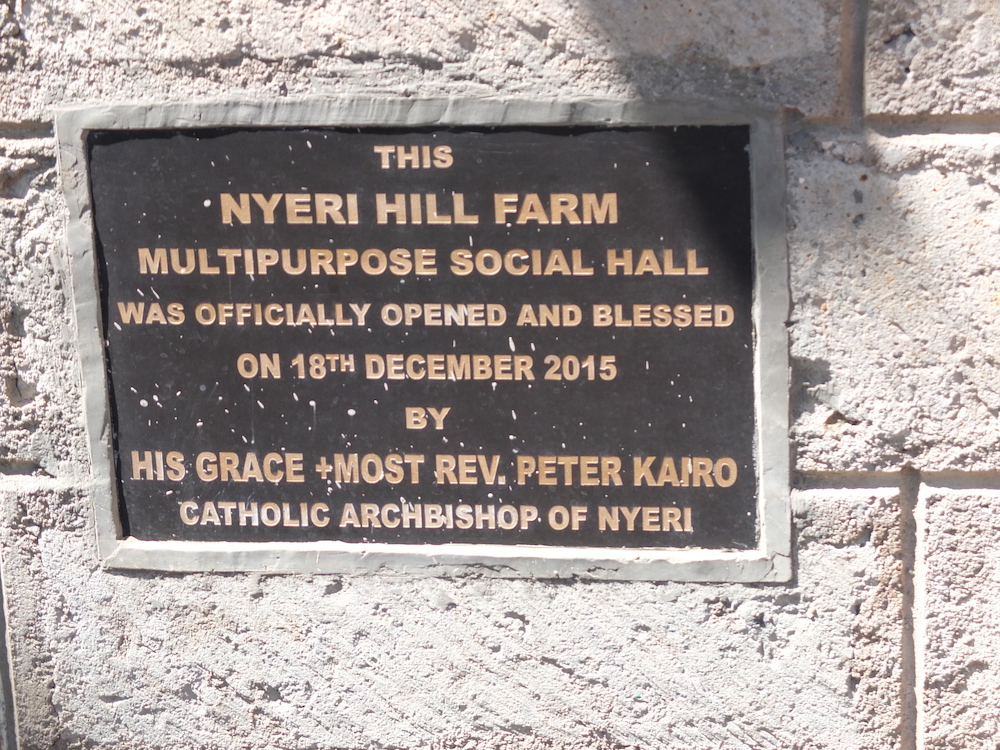 THIS
NYERI HILL FARM
MULTIPURPOSE SOCIAL HALL
WAS OFFICIALLY OPENED AND BLESSED
ON 18TH DECEMBER 2015
BY
HIS GRACE +MOST REV. PETER KAIRO
CATHOLIC ARCHBISHOP OF NYERI